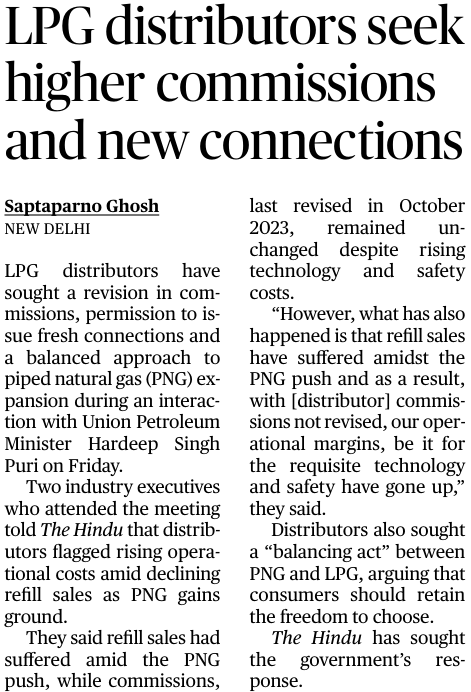 LPG distributors seek
higher commissions
and new connections
Saptaparno Ghosh
NEW DELHI
LPG distributors have
sought a revision in com-
missions, permission to is-
sue fresh connections and
a balanced approach to
piped natural gas (PNG) ex-
pansion during an interac-
tion with Union Petroleum
Minister Hardeep Singh
Puri on Friday.
Two industry executives
who attended the meeting
told The Hindu that distrib-
utors flagged rising opera-
tional costs amid declining
refill sales as PNG gains
ground.
They said refill sales had
suffered amid the PNG
push, while commissions,
last revised in October
2023, remained un-
changed despite rising
technology and safety
costs.
“However, what has also
happened is that refill sales
have suffered amidst the
PNG push and as a result,
with [distributor] commis-
sions not revised, our oper-
ational margins, be it for
the requisite technology
and safety have gone up,”
they said.
Distributors also sought
a “balancing act” between
PNG and LPG, arguing that
consumers should retain
the freedom to choose.
The Hindu has sought
the government’s res-
ponse.